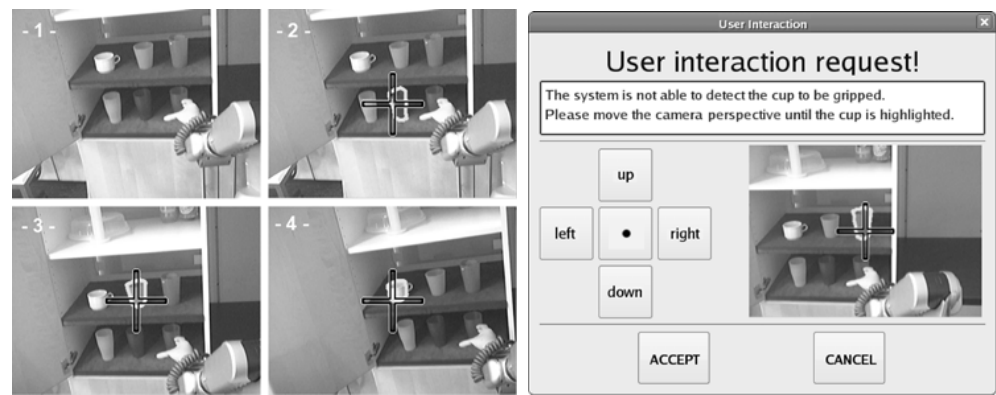 - 1 -
- 2 -
- 3 -
- 4 -
User Interaction
User interaction request!
The system is not able to detect the cup to be gripped.
Please move the camera perspective until the cup is highlighted.
up
left
right
down
ACCEPT
CANCEL